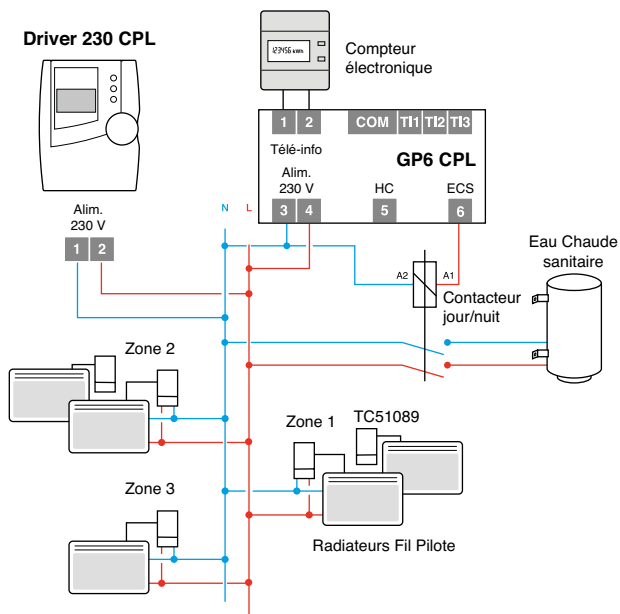 Driver 230 CPL
123456 kWh
Compteur
électronique
1 2 COM TI1 TI2 TI3
Télé-info
GP6 CPL
Alim.
230 V
HC
ECS
3 4 5 6
N L
Alim.
230 V
1 2
A2 A1
Eau Chaude
sanitaire
Contacteur
jour/nuit
Zone 2
Zone 1
TC51089
Zone 3
Radiateurs Fil Pilote